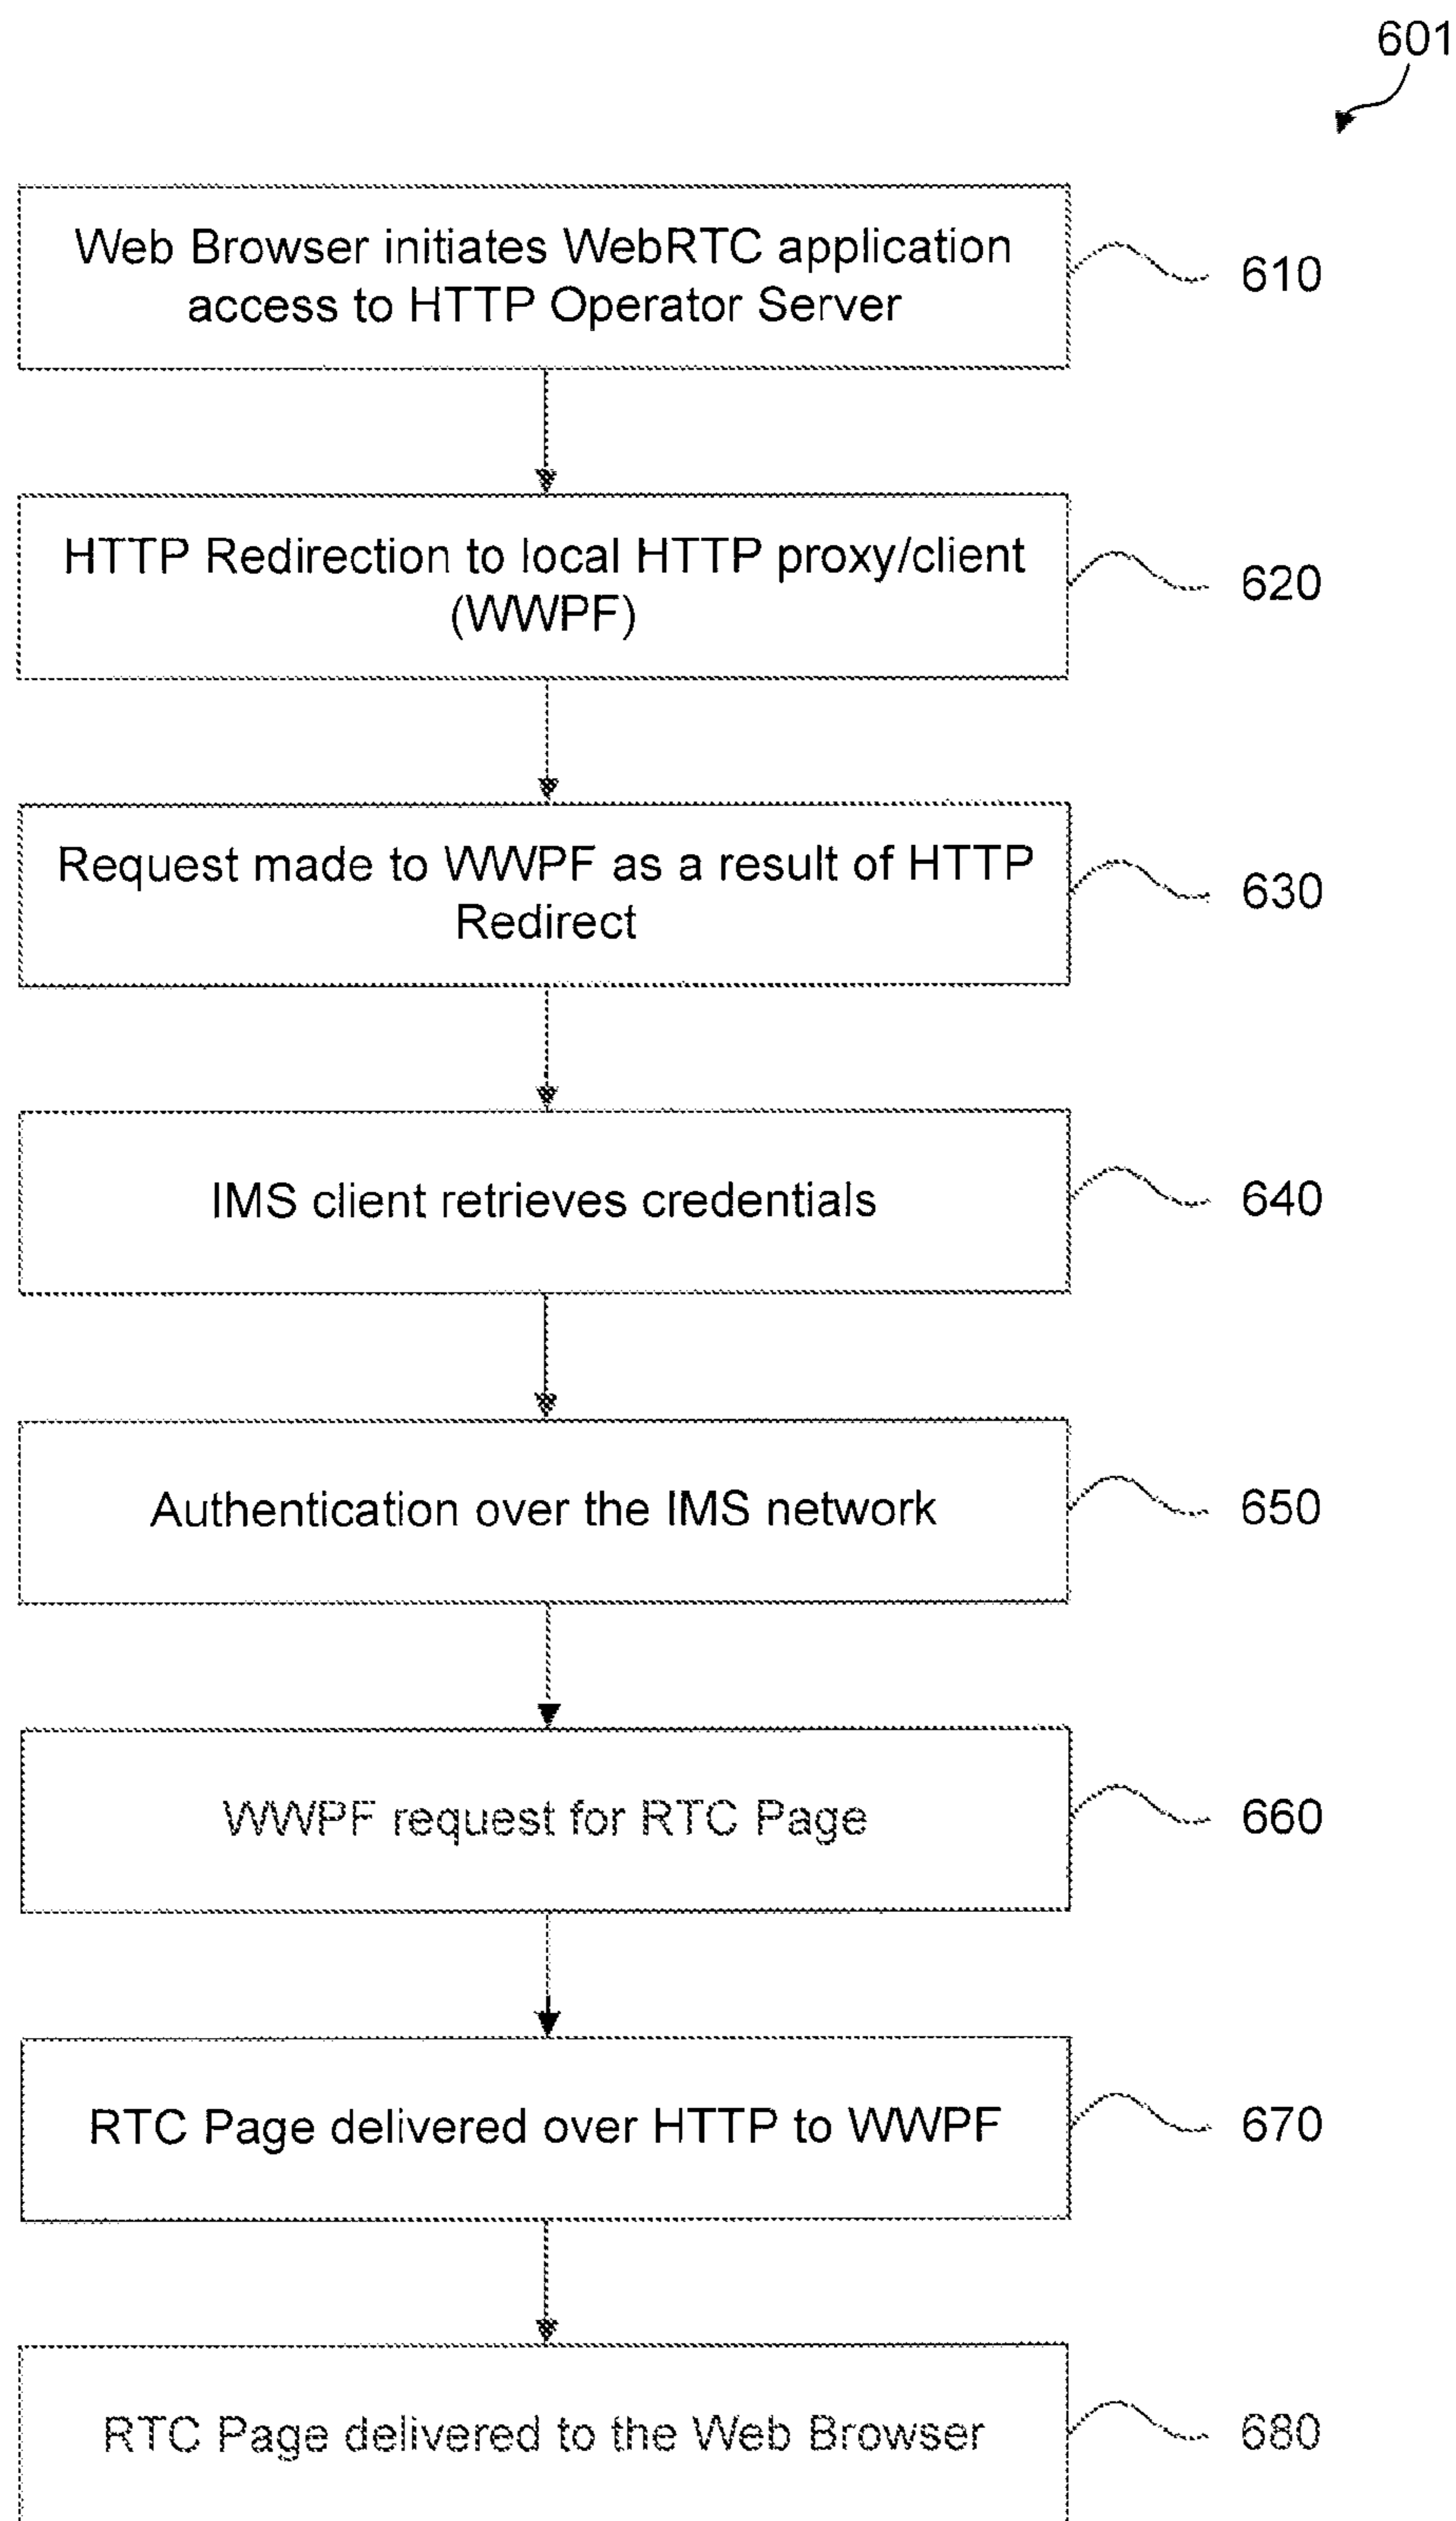 601
Web Browser initiates WebRTC application
access to HTTP Operator Server
610
HTTP Redirection to local HTTP proxy/client
(WWPF)
620
Request made to WWPF as a result of HTTP
Redirect
630
IMS client retrieves credentials
640
Authentication over the IMS network
650
WWPF request for RTC Page
660
RTC Page delivered over HTTP to WWPF
670
RTC Page delivered to the Web Browser
680